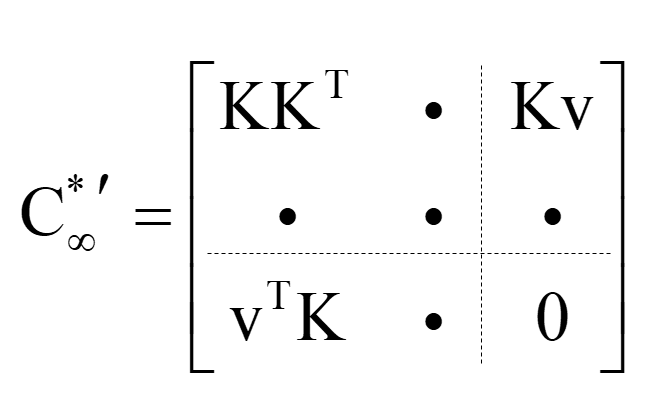 KKᵀ • Kv
C*′∞ = • • •
vᵀK • 0